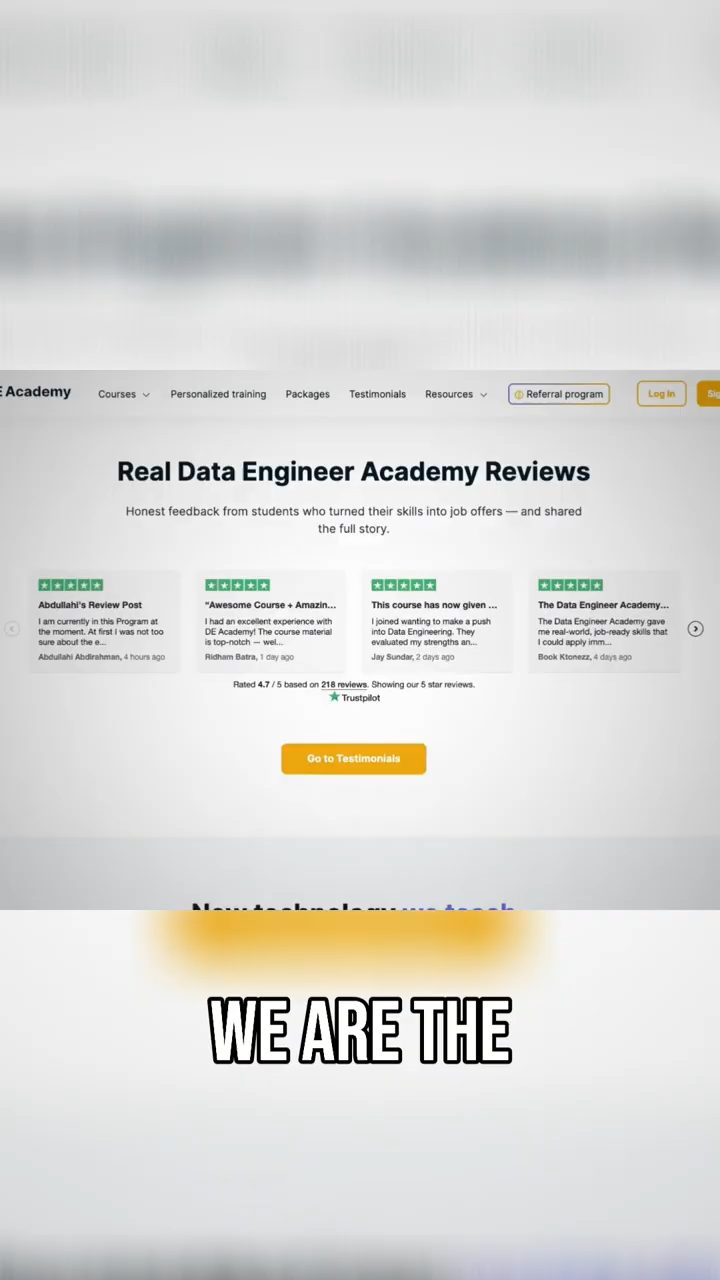 Academy
Courses
Personalized training
Packages
Testimonials
Resources
Referral program
Log In
Real Data Engineer Academy Reviews
Honest feedback from students who turned their skills into job offers — and shared
the full story.
Abdullahi's Review Post
I am currently in this Program at
the moment. At first I was not too
sure about the e...
Abdullahi Abdirahman, 4 hours ago
"Awesome Course + Amazin...
I had an excellent experience with
DE Academy! The course material
is top-notch — wel...
Ridham Batra, 1 day ago
This course has now given ...
I joined wanting to make a push
into Data Engineering. They
evaluated my strengths an...
Jay Sundar, 2 days ago
The Data Engineer Academy...
The Data Engineer Academy gave
me real-world, job-ready skills that
I could apply imm...
Book Ktonezz, 4 days ago
Rated 4.7 / 5 based on 218 reviews. Showing our 5 star reviews.
Trustpilot
Go to Testimonials
New technology we teach
WE ARE THE